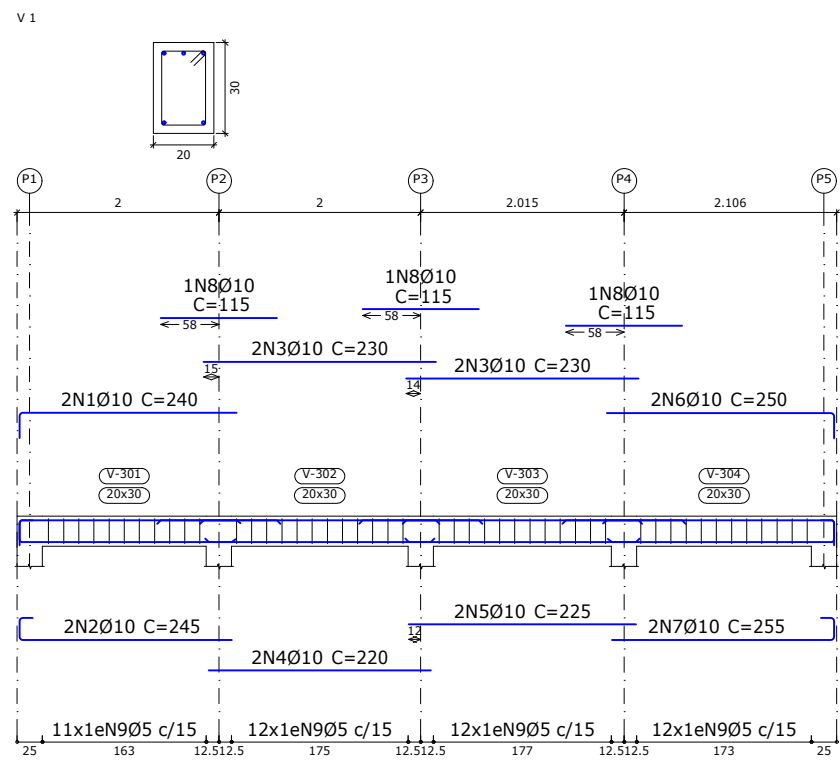 V 1
30
20
P1 P2 P3 P4 P5
2 2 2.015 2.106
1N8Ø10
C=115
58
1N8Ø10
C=115
58
1N8Ø10
C=115
58
2N3Ø10 C=230
15
2N3Ø10 C=230
14
2N1Ø10 C=240
2N6Ø10 C=250
V-301 V-302 V-303 V-304
20x30 20x30 20x30 20x30
2N5Ø10 C=225
12
2N2Ø10 C=245
2N7Ø10 C=255
2N4Ø10 C=220
11x1eN9Ø5 c/15 12x1eN9Ø5 c/15 12x1eN9Ø5 c/15 12x1eN9Ø5 c/15
25 163 12.5 12.5 175 12.5 12.5 177 12.5 12.5 173 25